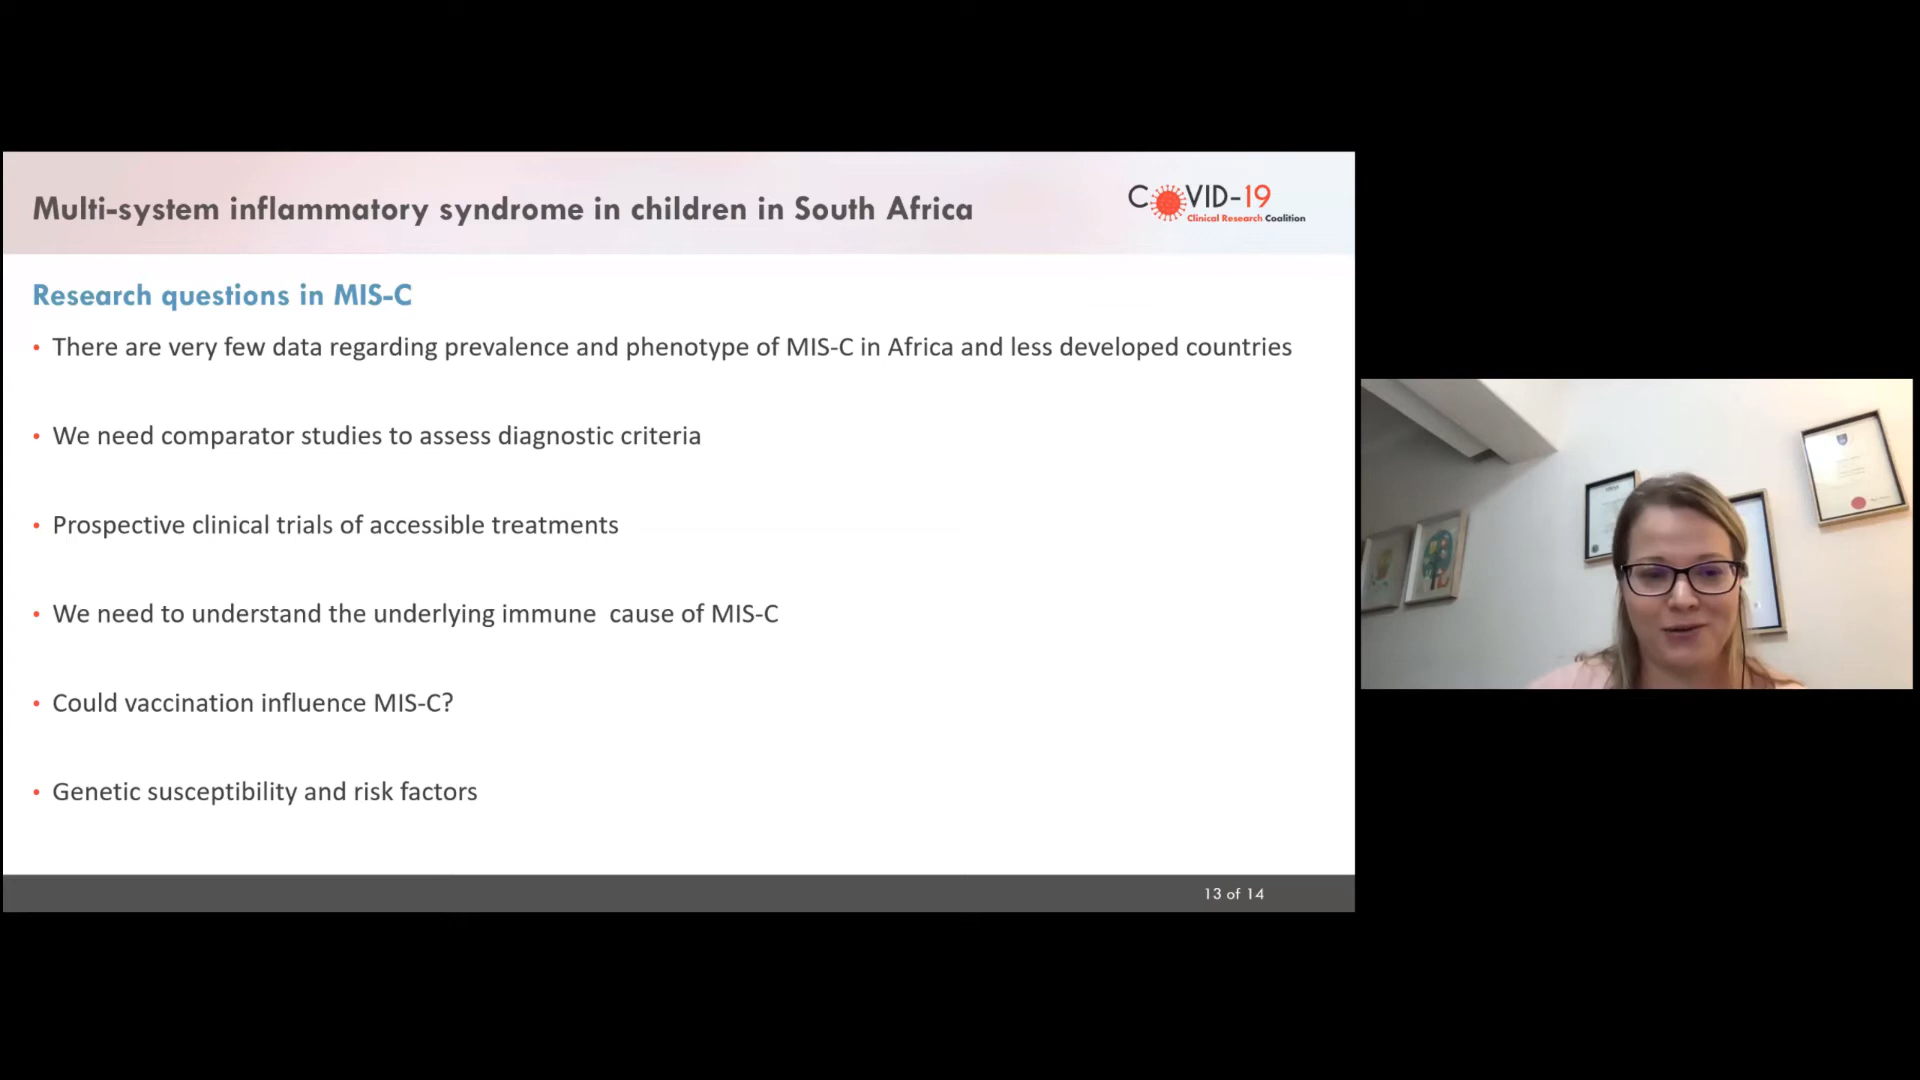 Multi-system inflammatory syndrome in children in South Africa
COVID-19
Clinical Research Coalition
Research questions in MIS-C
• There are very few data regarding prevalence and phenotype of MIS-C in Africa and less developed countries
• We need comparator studies to assess diagnostic criteria
• Prospective clinical trials of accessible treatments
• We need to understand the underlying immune  cause of MIS-C
• Could vaccination influence MIS-C?
• Genetic susceptibility and risk factors
13 of 14